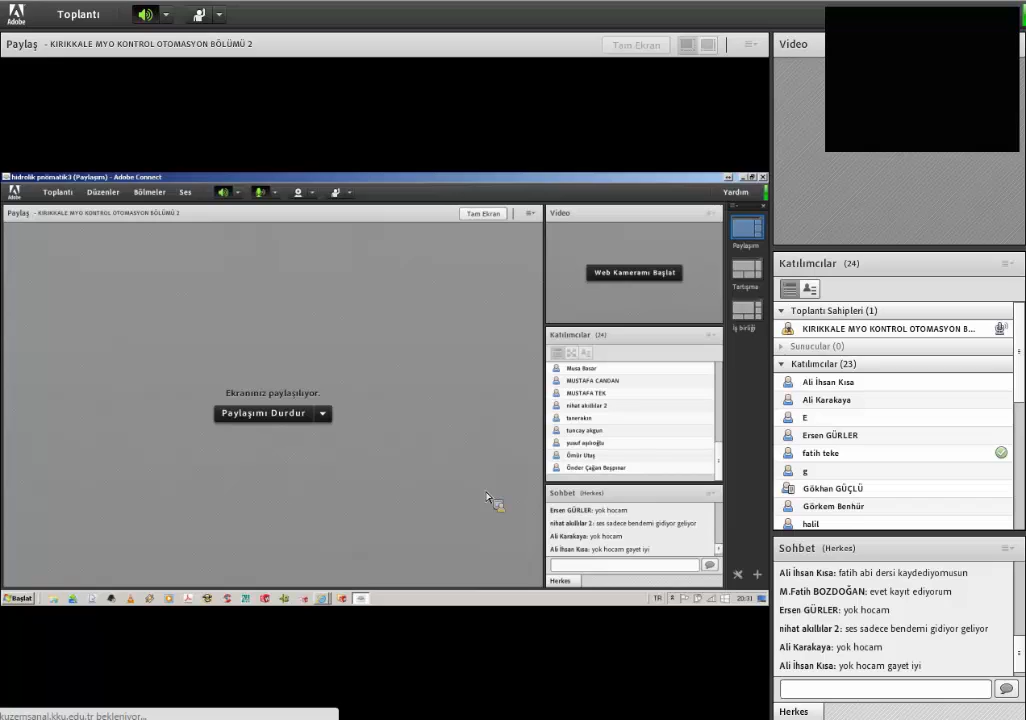 Adobe
Toplantı
Paylaş - KIRIKKALE MYO KONTROL OTOMASYON BÖLÜMÜ 2
Tam Ekran
Video
hidrolik pnömatik3 (Paylaşım) - Adobe Connect
Adobe
Toplantı Düzenler Bölmeler Ses
Yardım
Paylaş - KIRIKKALE MYO KONTROL OTOMASYON BÖLÜMÜ 2
Tam Ekran
Video
Web Kameramı Başlat
Paylaşım
Tartışma
İş birliği
Ekranınız paylaşılıyor.
Paylaşımı Durdur
Katılımcılar (24)
Musa Basar
MUSTAFA CANDAN
MUSTAFA TEK
nihat akıllılar 2
tanerakın
tuncay akgun
yusuf aşılıoğlu
Ömür Utuş
Önder Çağan Beşpınar
Sohbet (Herkes)
Ersen GÜRLER: yok hocam
nihat akıllılar 2: ses sadece bendemi gidiyor geliyor
Ali Karakaya: yok hocam
Ali İhsan Kısa: yok hocam gayet iyi
Herkes
Başlat
TR
20:31
Katılımcılar (24)
Toplantı Sahipleri (1)
KIRIKKALE MYO KONTROL OTOMASYON B...
Sunucular (0)
Katılımcılar (23)
Ali İhsan Kısa
Ali Karakaya
E
Ersen GÜRLER
fatih teke
g
Gökhan GÜÇLÜ
Görkem Benhür
halil
Sohbet (Herkes)
Ali İhsan Kısa: fatih abi dersi kaydediyomusun
M.Fatih BOZDOĞAN: evet kayıt ediyorum
Ersen GÜRLER: yok hocam
nihat akıllılar 2: ses sadece bendemi gidiyor geliyor
Ali Karakaya: yok hocam
Ali İhsan Kısa: yok hocam gayet iyi
Herkes
kuzemsanal.kku.edu.tr bekleniyor...